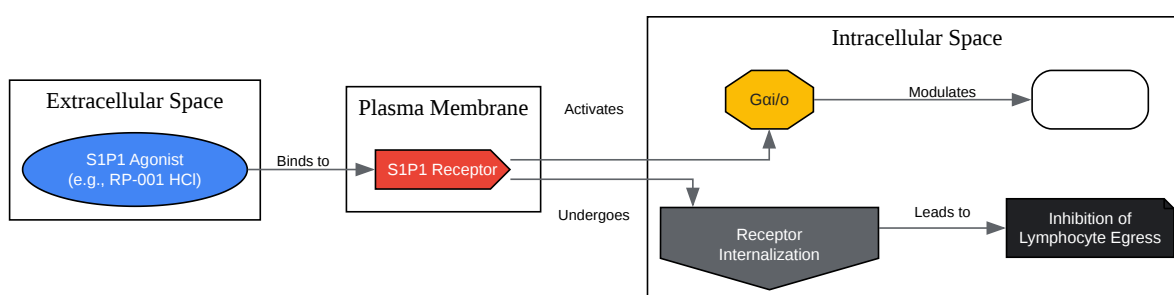 Extracellular Space
S1P1 Agonist
(e.g., RP-001 HCl)
Binds to
Plasma Membrane
S1P1 Receptor
Activates
Undergoes
Intracellular Space
Gαi/o
Modulates
Receptor
Internalization
Leads to
Inhibition of
Lymphocyte Egress